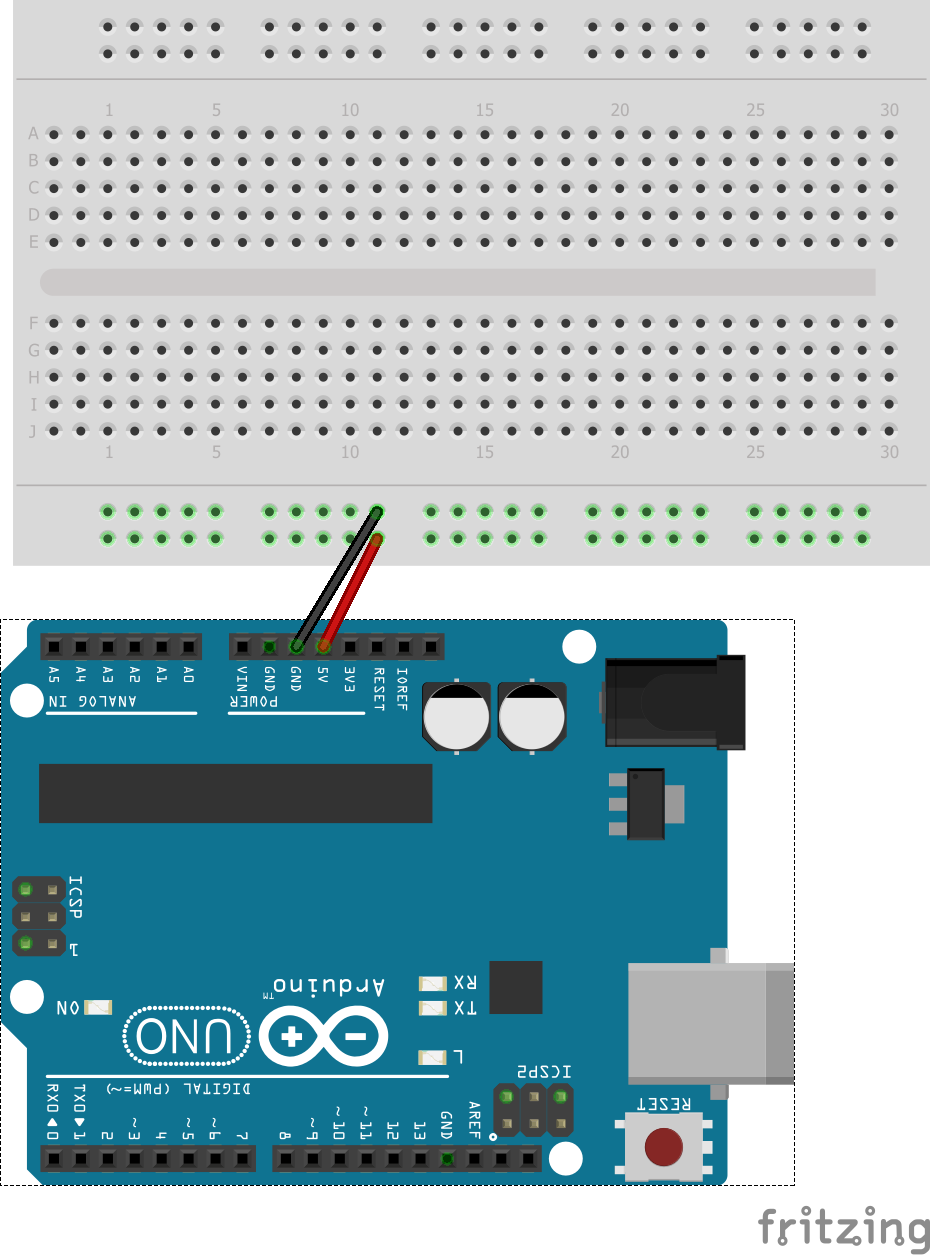 1 5 10 15 20 25 30
A
B
C
D
E
F
G
H
I
J
1 5 10 15 20 25 30
A5 A4 A3 A2 A1 A0 VIN GND GND 5V 3V3 RESET IOREF
ANALOG IN POWER
ICSP
1
Arduino™
RX
ON UNO TX
L
ICSP2
DIGITAL (PWM=~)
RESET
RX0◀0 TX0▶1 2 ~3 4 ~5 ~6 7 8 ~9 ~10 ~11 12 13 GND AREF
fritzing